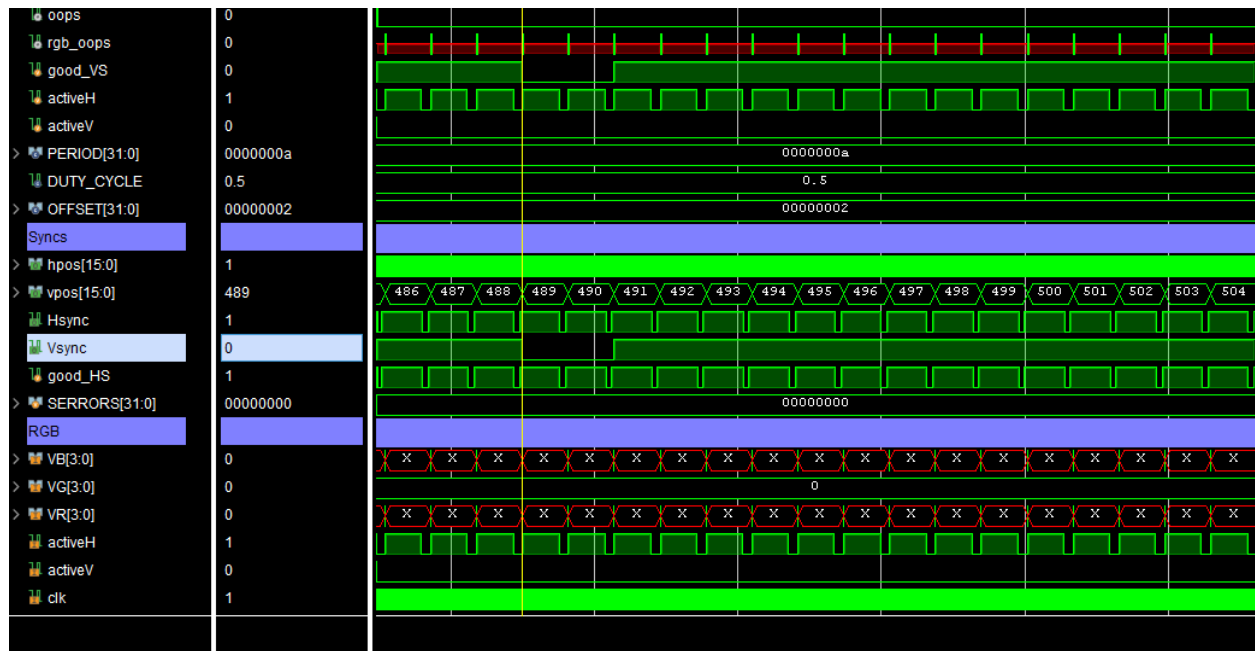 oops 0
rgb_oops 0
good_VS 0
activeH 1
activeV 0
PERIOD[31:0] 0000000a 0000000a
DUTY_CYCLE 0.5 0.5
OFFSET[31:0] 00000002 00000002
Syncs
hpos[15:0] 1
vpos[15:0] 489 486 487 488 489 490 491 492 493 494 495 496 497 498 499 500 501 502 503 504
Hsync 1
Vsync 0
good_HS 1
SERRORS[31:0] 00000000 00000000
RGB
VB[3:0] 0 X X X X X X X X X X X X X X X X X X X
VG[3:0] 0 0
VR[3:0] 0 X X X X X X X X X X X X X X X X X X X
activeH 1
activeV 0
clk 1